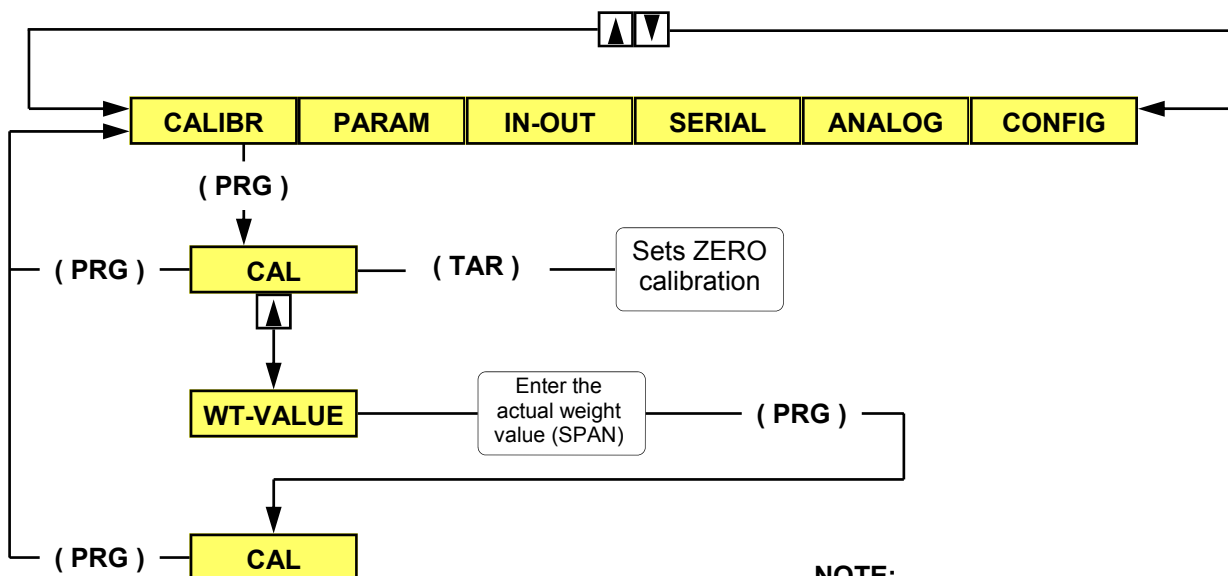 CALIBR PARAM IN-OUT SERIAL ANALOG CONFIG
( PRG )
( PRG ) CAL ( TAR ) Sets ZERO
calibration
WT-VALUE Enter the
actual weight
value (SPAN) ( PRG )
( PRG ) CAL
NOTE: